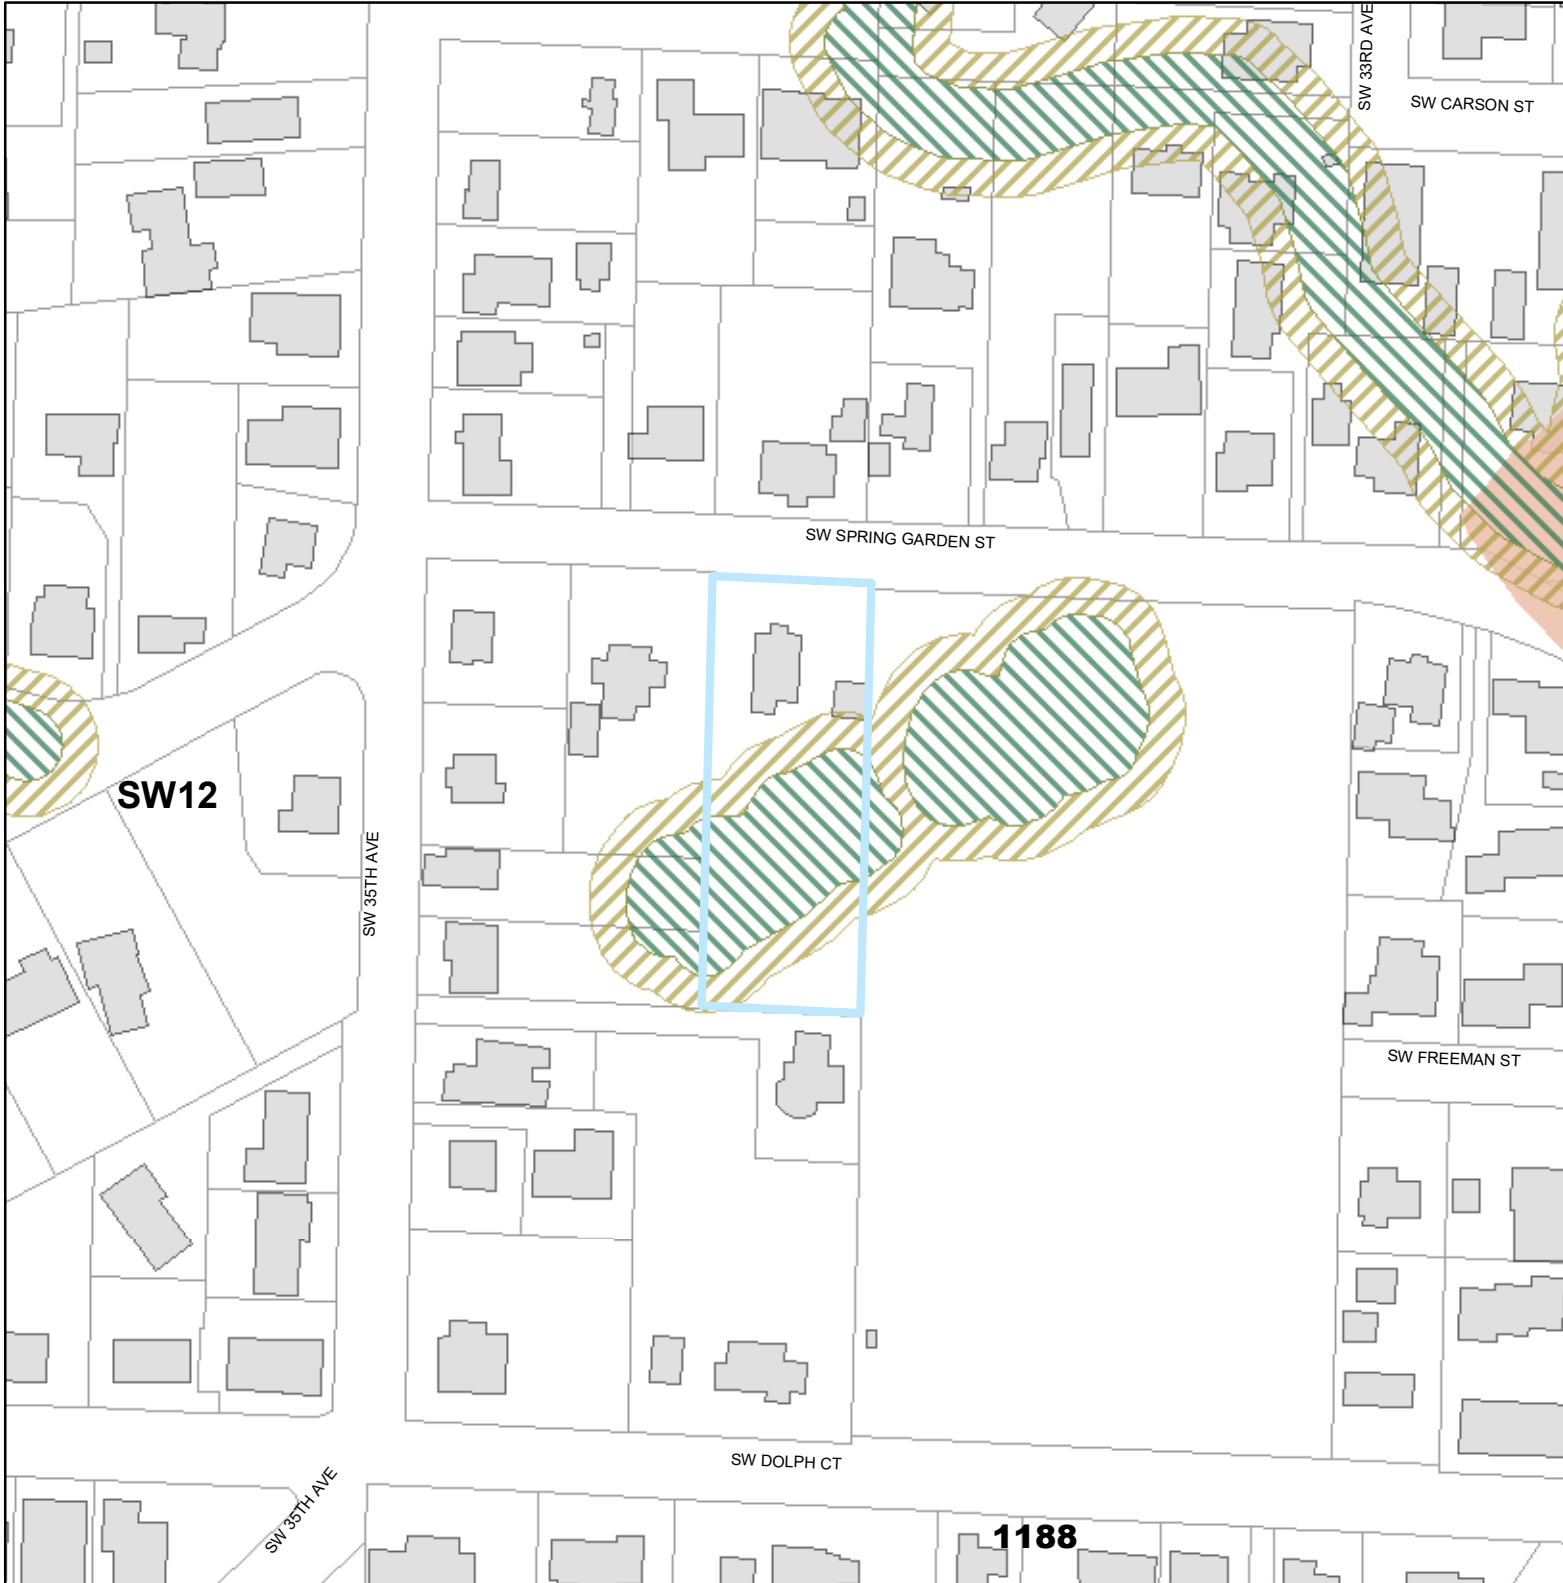 SW 33RD AVE
SW CARSON ST
SW SPRING GARDEN ST
SW12
SW 35TH AVE
SW FREEMAN ST
SW DOLPH CT
SW 35TH AVE
1188